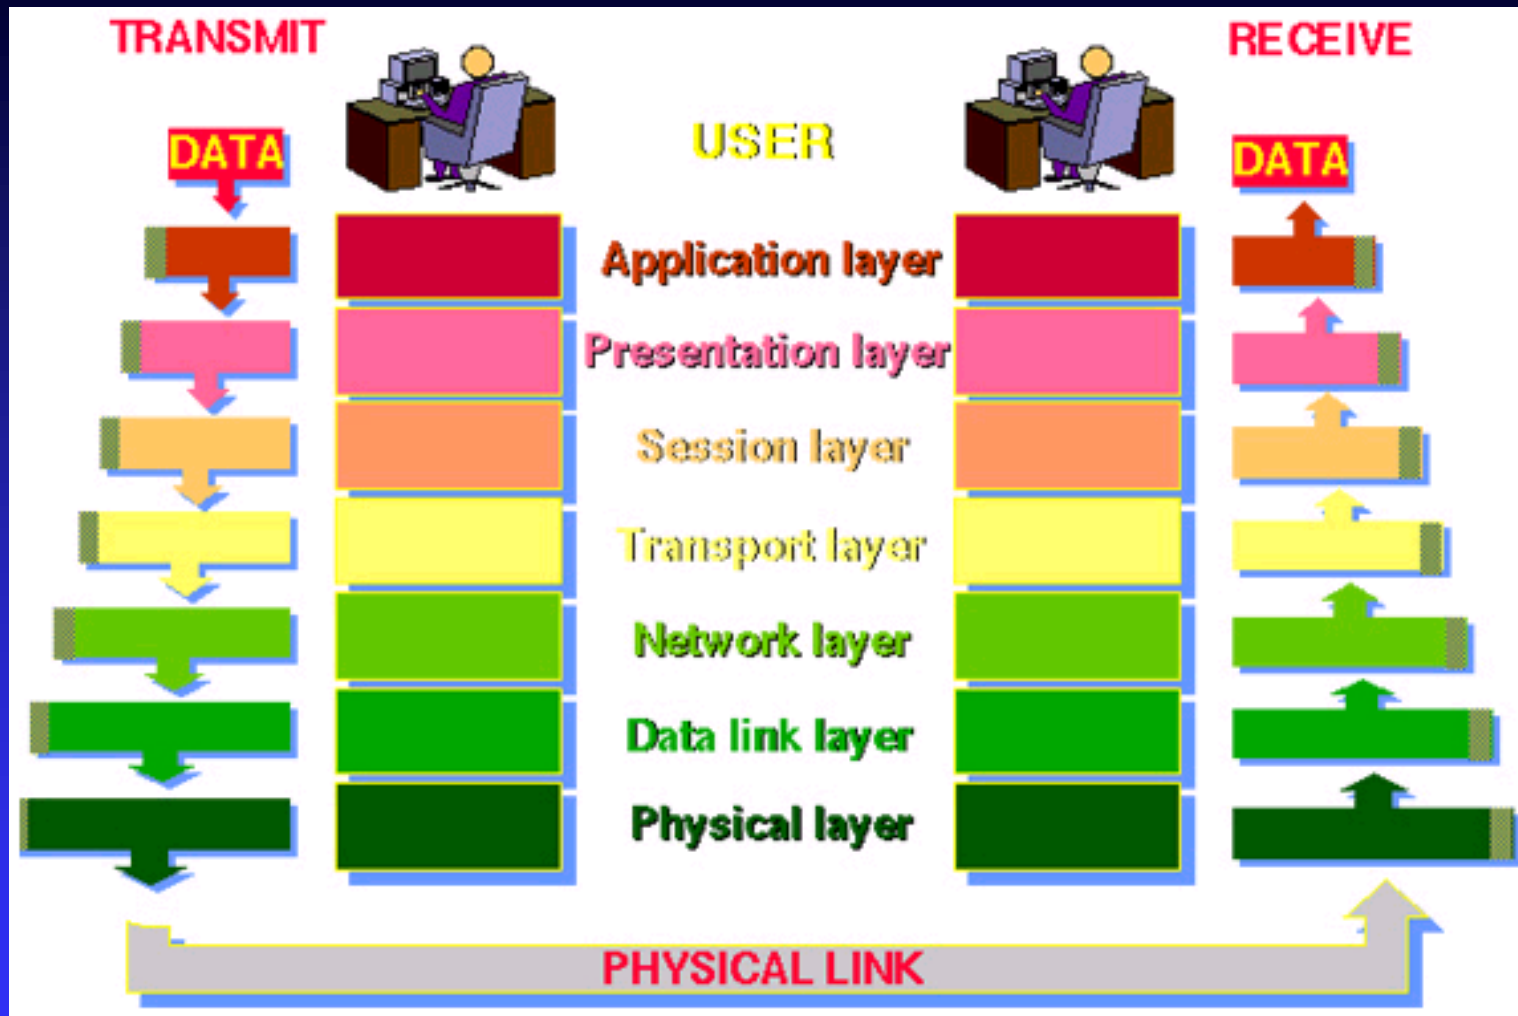 TRANSMIT
RECEIVE
USER
DATA
DATA
Application layer
Presentation layer
Session layer
Transport layer
Network layer
Data link layer
Physical layer
PHYSICAL LINK